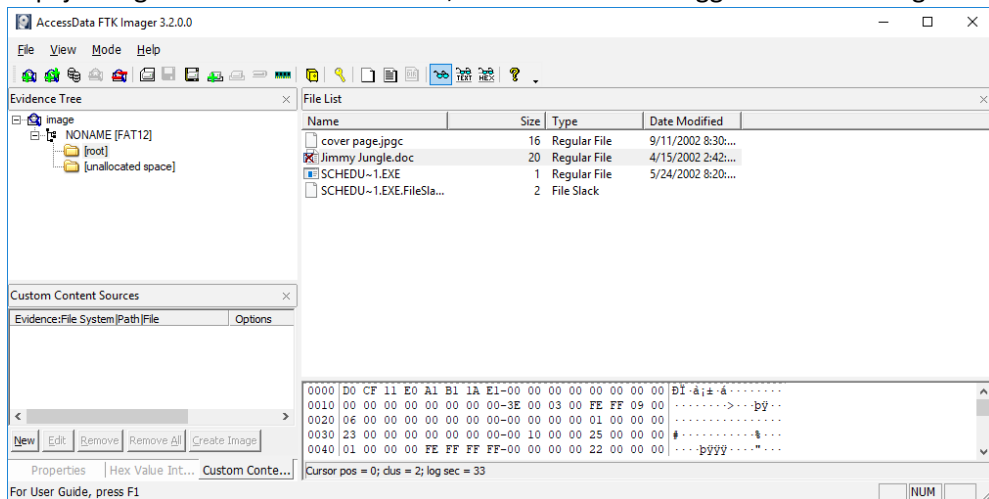 AccessData FTK Imager 3.2.0.0
File View Mode Help
Evidence Tree
image
NONAME [FAT12]
[root]
[unallocated space]
File List
Name Size Type Date Modified
cover page.jpgc 16 Regular File 9/11/2002 8:30:...
Jimmy Jungle.doc 20 Regular File 4/15/2002 2:42:...
SCHEDU~1.EXE 1 Regular File 5/24/2002 8:20:...
SCHEDU~1.EXE.FileSla... 2 File Slack
Custom Content Sources
Evidence:File System|Path|File Options
New Edit Remove Remove All Create Image
Properties Hex Value Int... Custom Conte...
0000 D0 CF 11 E0 A1 B1 1A E1-00 00 00 00 00 00 00 00 ÐÏ·à¡±·á········
0010 00 00 00 00 00 00 00 00-3E 00 03 00 FE FF 09 00 ········>···þÿ··
0020 06 00 00 00 00 00 00 00-00 00 00 00 01 00 00 00 ················
0030 23 00 00 00 00 00 00 00-00 10 00 00 25 00 00 00 #···········%···
0040 01 00 00 00 FE FF FF FF-00 00 00 00 22 00 00 00 ····þÿÿÿ····"···
Cursor pos = 0; clus = 2; log sec = 33
For User Guide, press F1
NUM